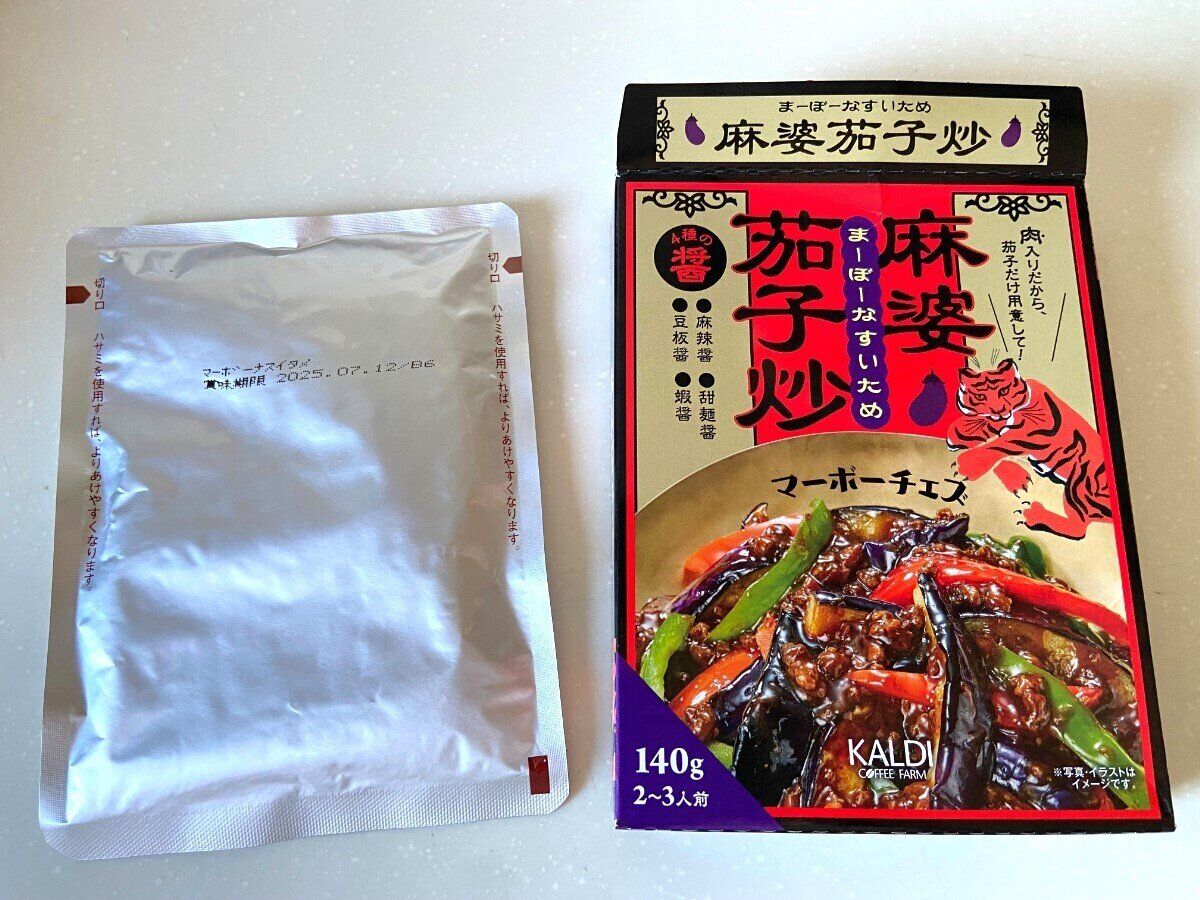 切り口 ハサミを使用すれば、よりあけやすくなります。
マーボーナスイタメ
賞味期限 2025.07.12/B6
切り口 ハサミを使用すれば、よりあけやすくなります。
まーぼーなすいため
麻婆茄子炒
4種の
醬
●麻辣醤
●豆板醤
●甜麺醤
●蝦醤
麻婆
まーぼーなすいため
茄子炒
肉入りだから、
茄子だけ用意して!
マーボーチェズ
140g
2~3人前
KALDI
COFFEE FARM
※写真・イラストは
イメージです。